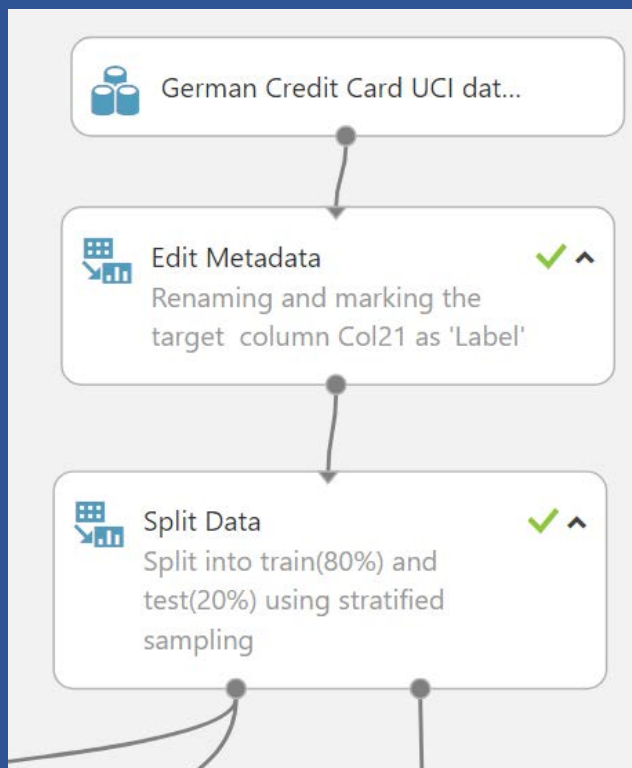 German Credit Card UCI dat...
Edit Metadata
Renaming and marking the
target  column Col21 as 'Label'
Split Data
Split into train(80%) and
test(20%) using stratified
sampling